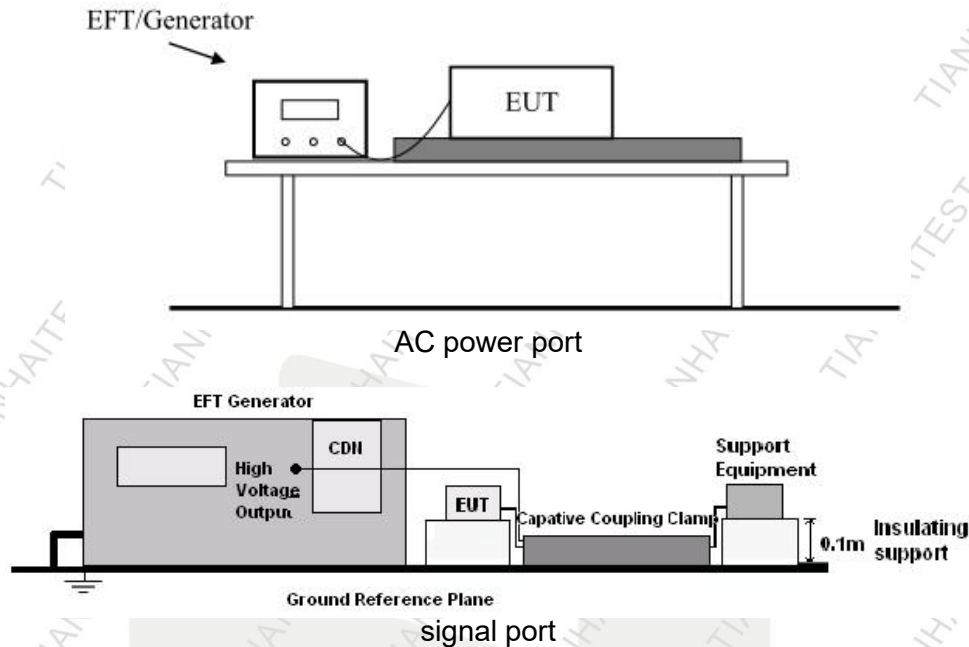 EFT/Generator
EUT
AC power port
EFT Generator
CDN
High
Voltage
Output
Support
Equipment
EUT
Capative Coupling Clamp
0.1m
Insulating
support
Ground Reference Plane
signal port